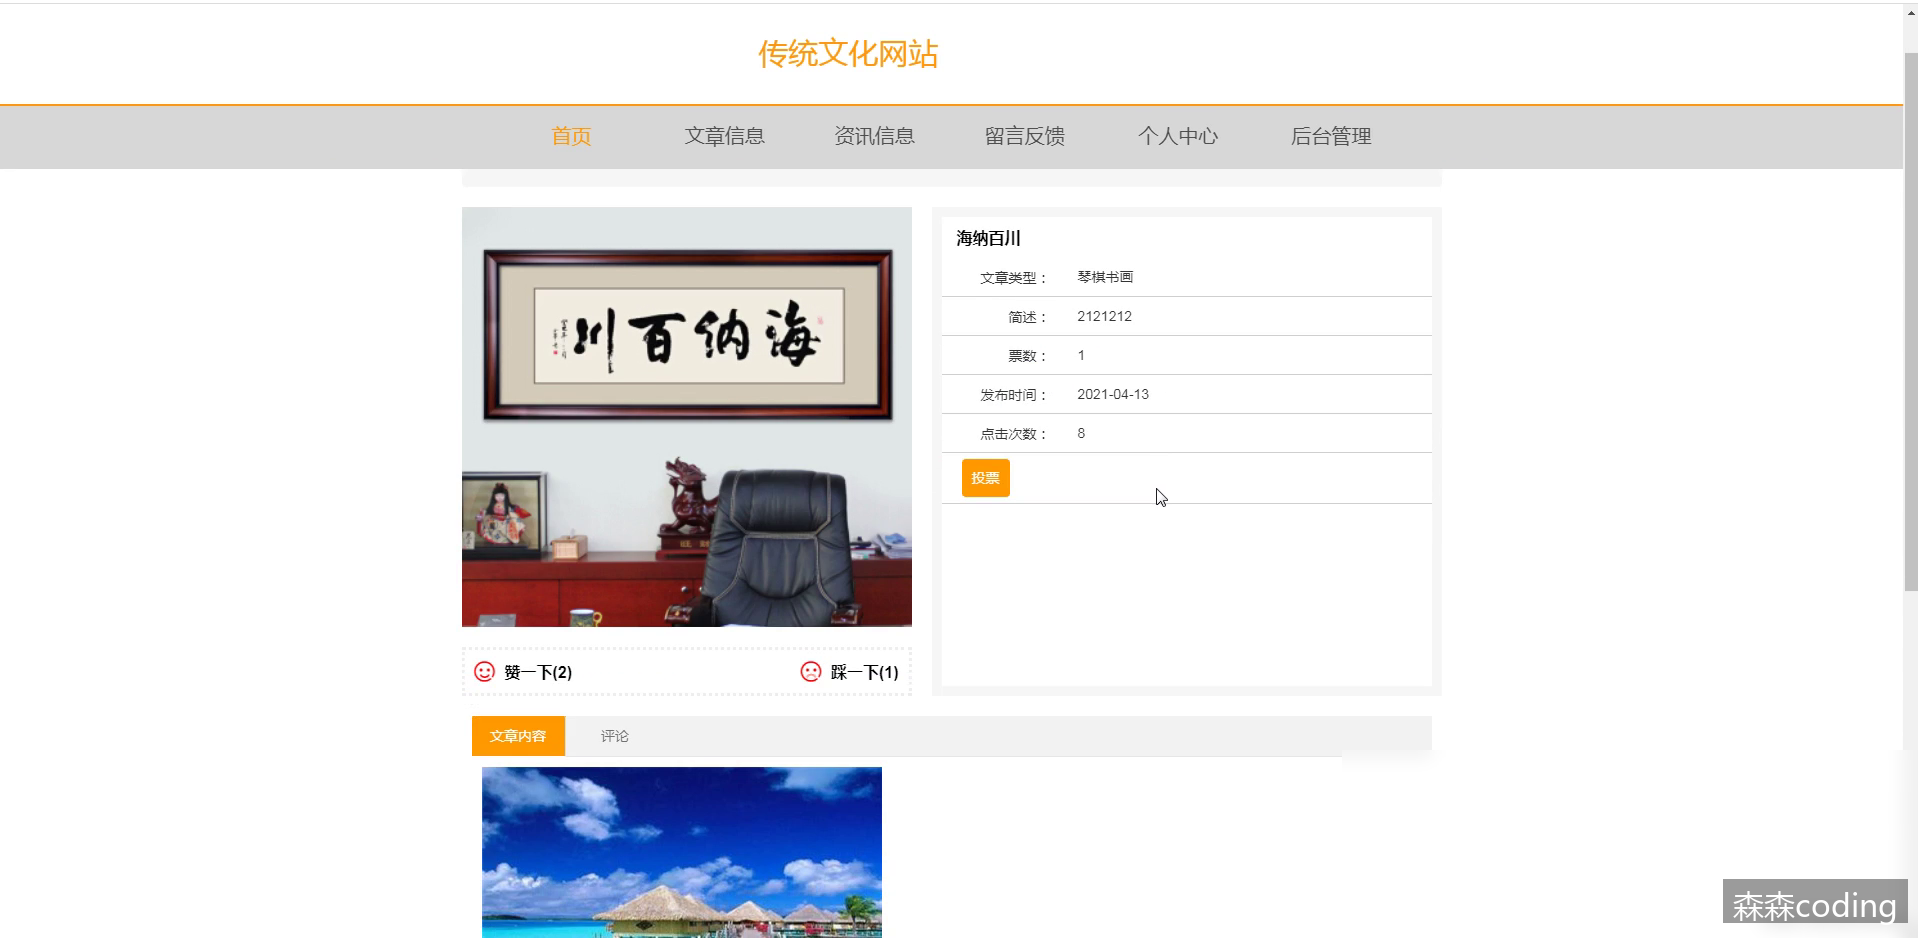 传统文化网站
首页 文章信息 资讯信息 留言反馈 个人中心 后台管理
川百纳海
海纳百川
文章类型： 琴棋书画
简述： 2121212
票数： 1
发布时间： 2021-04-13
点击次数： 8
投票
赞一下(2) 踩一下(1)
文章内容 评论
森森coding